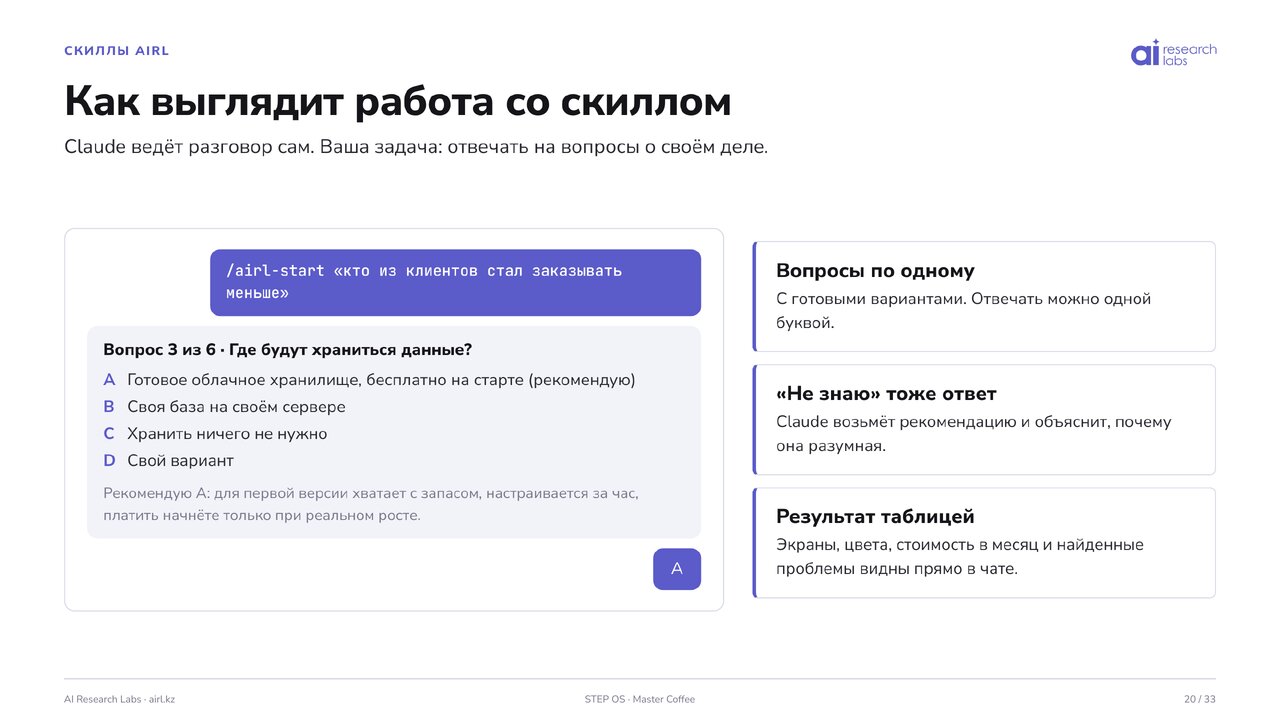 СКИЛЛЫ AIRL
ai research labs
Как выглядит работа со скиллом
Claude ведёт разговор сам. Ваша задача: отвечать на вопросы о своём деле.
/airl-start «кто из клиентов стал заказывать
меньше»
Вопрос 3 из 6 · Где будут храниться данные?
A Готовое облачное хранилище, бесплатно на старте (рекомендую)
B Своя база на своём сервере
C Хранить ничего не нужно
D Свой вариант
Рекомендую A: для первой версии хватает с запасом, настраивается за час,
платить начнёте только при реальном росте.
A
Вопросы по одному
С готовыми вариантами. Отвечать можно одной
буквой.
«Не знаю» тоже ответ
Claude возьмёт рекомендацию и объяснит, почему
она разумная.
Результат таблицей
Экраны, цвета, стоимость в месяц и найденные
проблемы видны прямо в чате.
AI Research Labs · airl.kz
STEP OS · Master Coffee
20 / 33